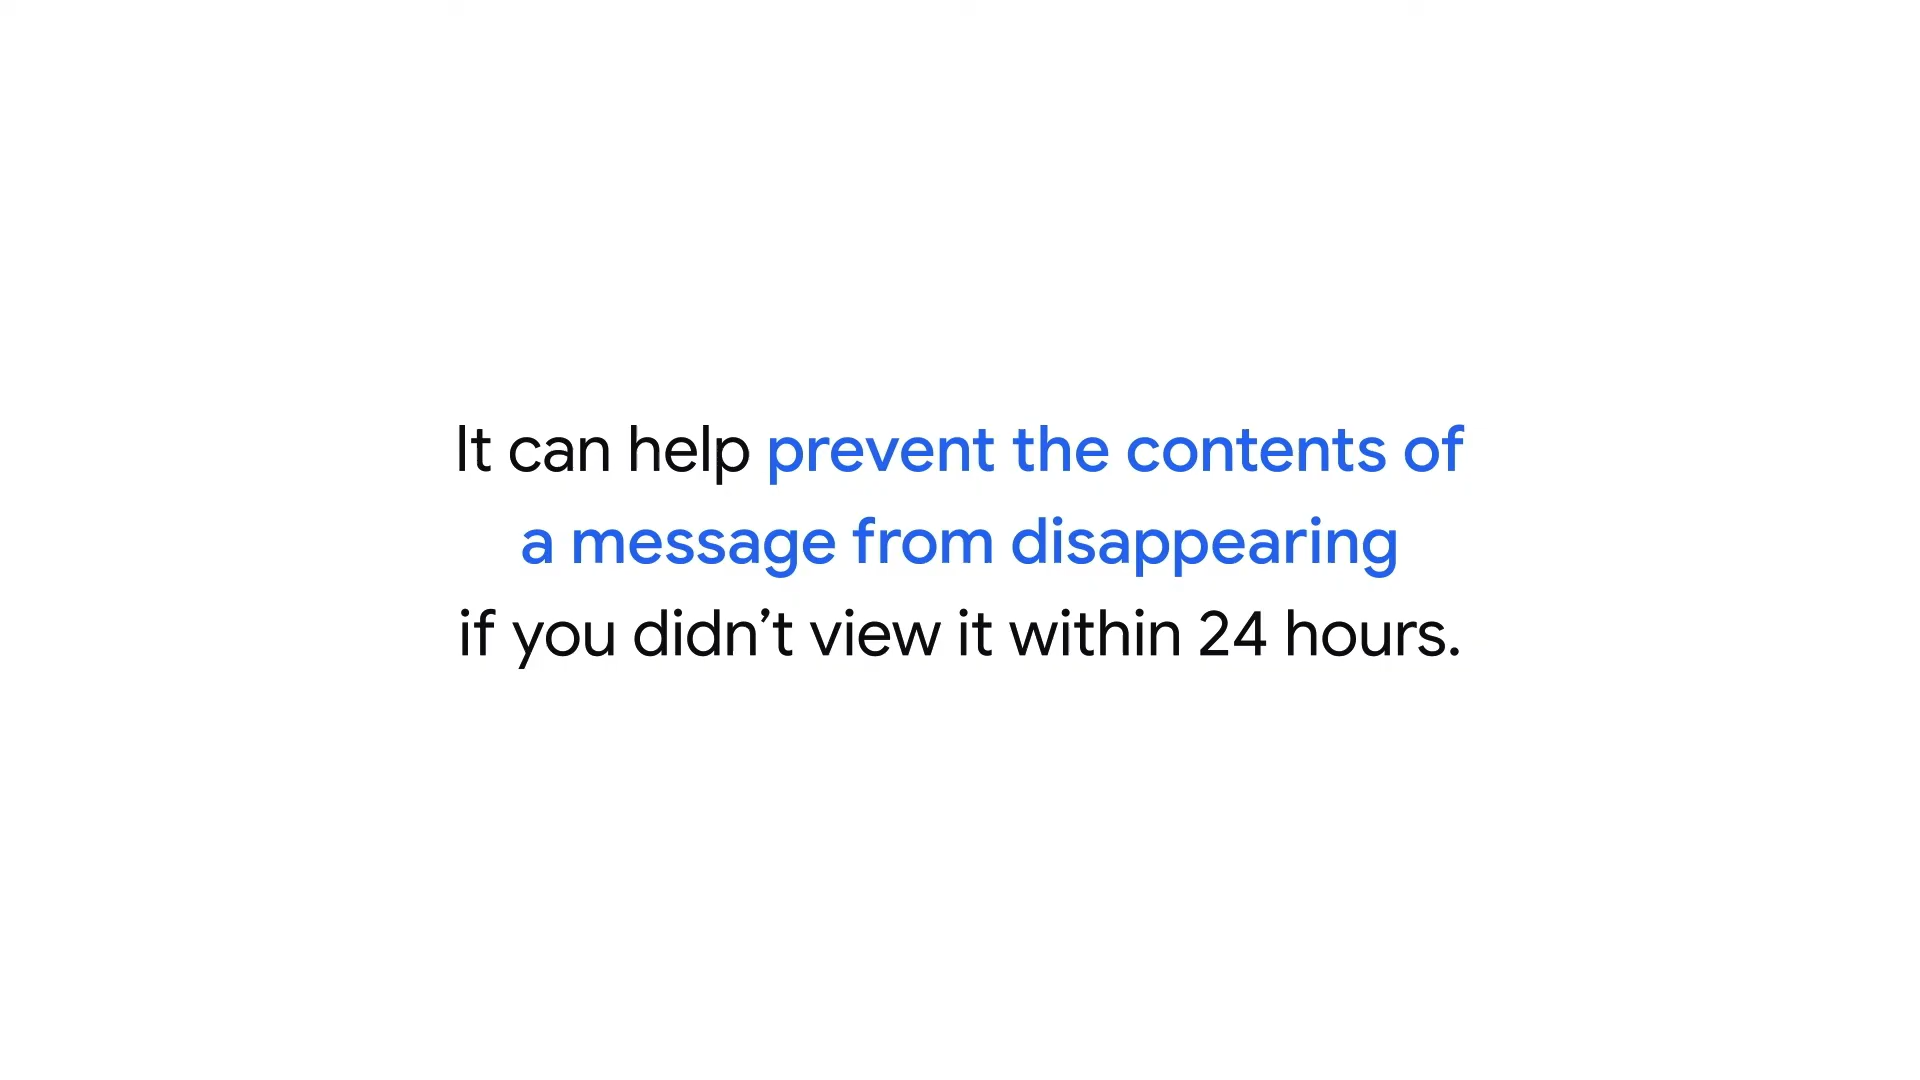 It can help prevent the contents of
a message from disappearing
if you didn’t view it within 24 hours.